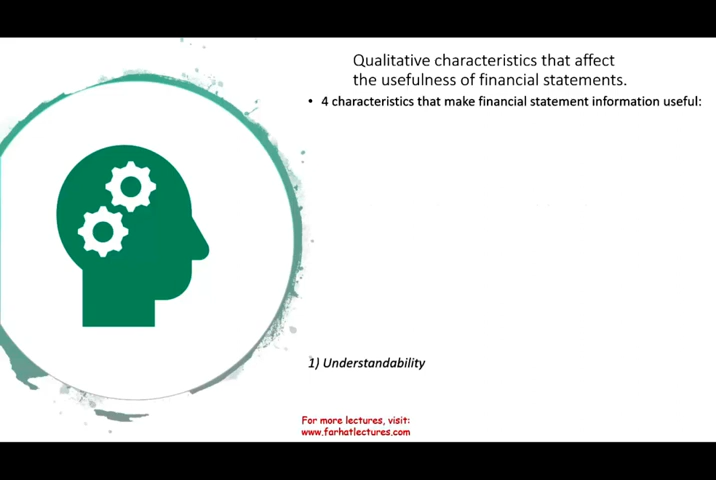 Qualitative characteristics that affect
the usefulness of financial statements.
• 4 characteristics that make financial statement information useful:
1) Understandability
For more lectures, visit:
www.farhatlectures.com